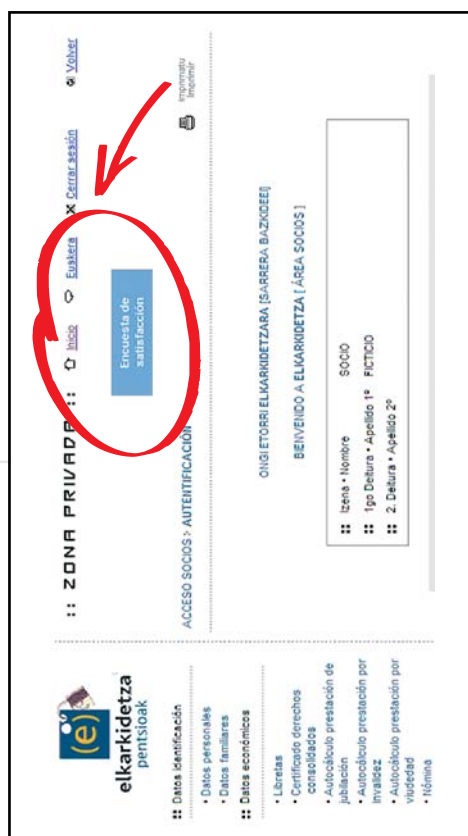 (e)
elkarkidetza
pentsioak
:: Datos identificación
• Datos personales
• Datos familiares
:: Datos económicos
• Libretas
• Certificado derechos
consolidados
• Autocálculo prestación de
jubilación
• Autocálculo prestación por
invalidez
• Autocálculo prestación por
viudedad
• Nómina
:: ZONA PRIVADA ::
Inicio
Euskera
Cerrar sesión
Volver
Encuesta de
satisfacción
Imprimatu
Imprimir
ACCESO SOCIOS > AUTENTIFICACIÓN
ONGI ETORRI ELKARKIDETZARA [SARRERA BAZKIDEEI]
BIENVENIDO A ELKARKIDETZA [ ÁREA SOCIOS ]
:: Izena • Nombre SOCIO
:: 1go Deitura • Apellido 1º FICTICIO
:: 2. Deitura • Apellido 2º